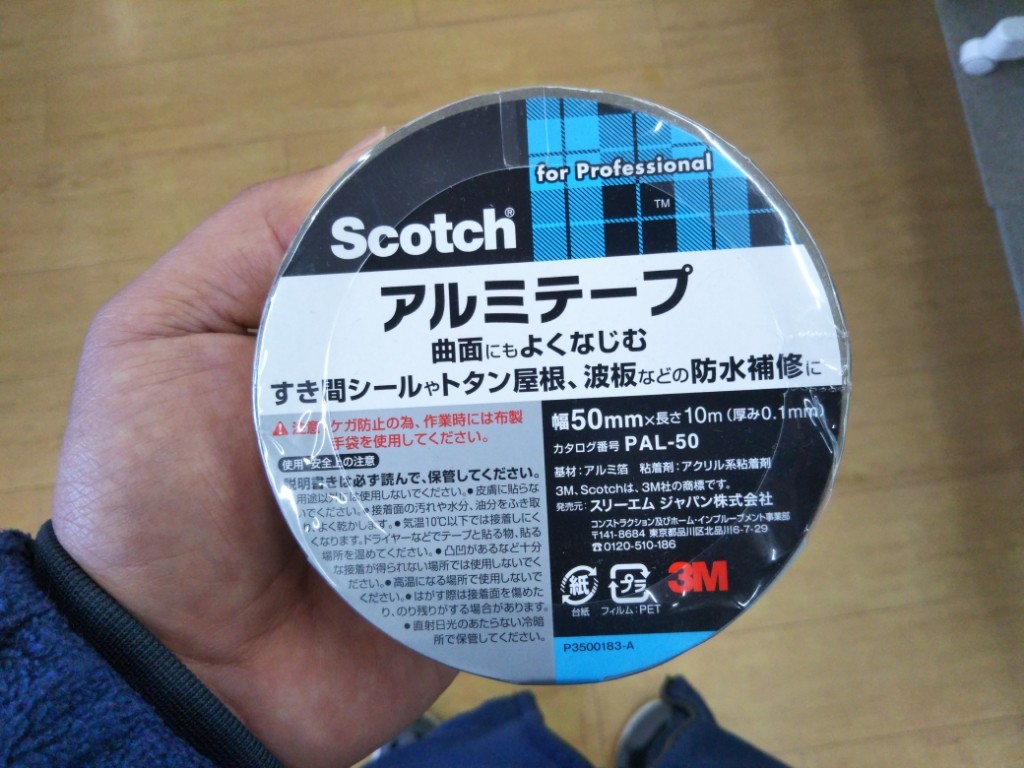 for Professional
Scotch®
TM
アルミテープ
曲面にもよくなじむ
すき間シールやトタン屋根、波板などの防水補修に
注意 ケガ防止の為、作業時には布製
手袋を使用してください。
使用・安全上の注意
説明書きは必ず読んで、保管してください。
用途以外には使用しないでください。●皮膚に貼らな
いでください。●接着面の汚れや水分、油分をふき取
りよく乾かします。●気温10℃以下では接着しにく
くなります。ドライヤーなどでテープと貼る物、貼る
場所を温めてください。●凸凹があるなど十分
な接着が得られない場所では使用しないでく
ださい。●高温になる場所で使用しないで
ください。●はがす際は接着面を傷めた
り、のり残りがする場合があります。
●直射日光のあたらない冷暗
所で保管してください。
幅50mm×長さ10m(厚み0.1mm)
カタログ番号 PAL-50
基材:アルミ箔 粘着剤:アクリル系粘着剤
3M、Scotchは、3M社の商標です。
発売元:スリーエム ジャパン株式会社
コンストラクション及びホーム・インプルーブメント事業部
〒141-8684 東京都品川区北品川6-7-29
☎0120-510-186
紙
プラ
3M
台紙 フィルム:PET
P3500183-A